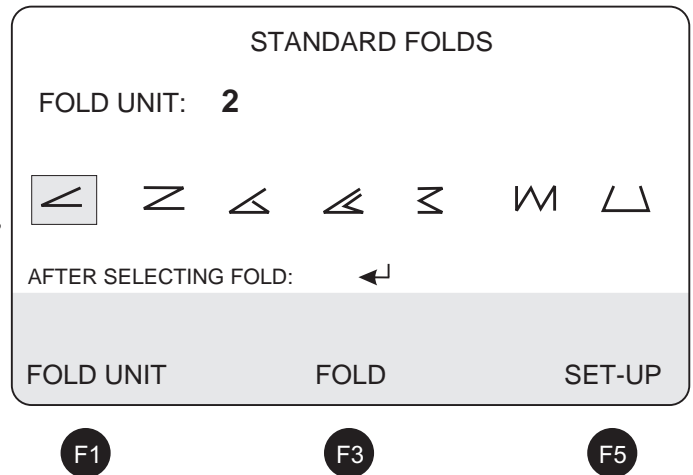 STANDARD FOLDS
FOLD UNIT: 2
AFTER SELECTING FOLD:
FOLD UNIT FOLD SET-UP
F1 F3 F5